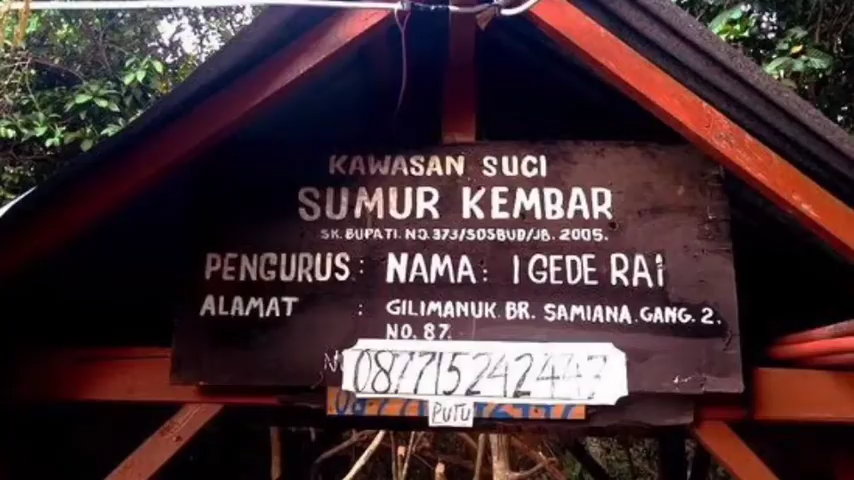 KAWASAN SUCI
SUMUR KEMBAR
SK. BUPATI. NO. 373/SOSBUD/JB. 2005.
PENGURUS : NAMA : I GEDE RAI
ALAMAT : GILIMANUK. BR. SAMIANA. GANG. 2.
NO. 87.
PUTU